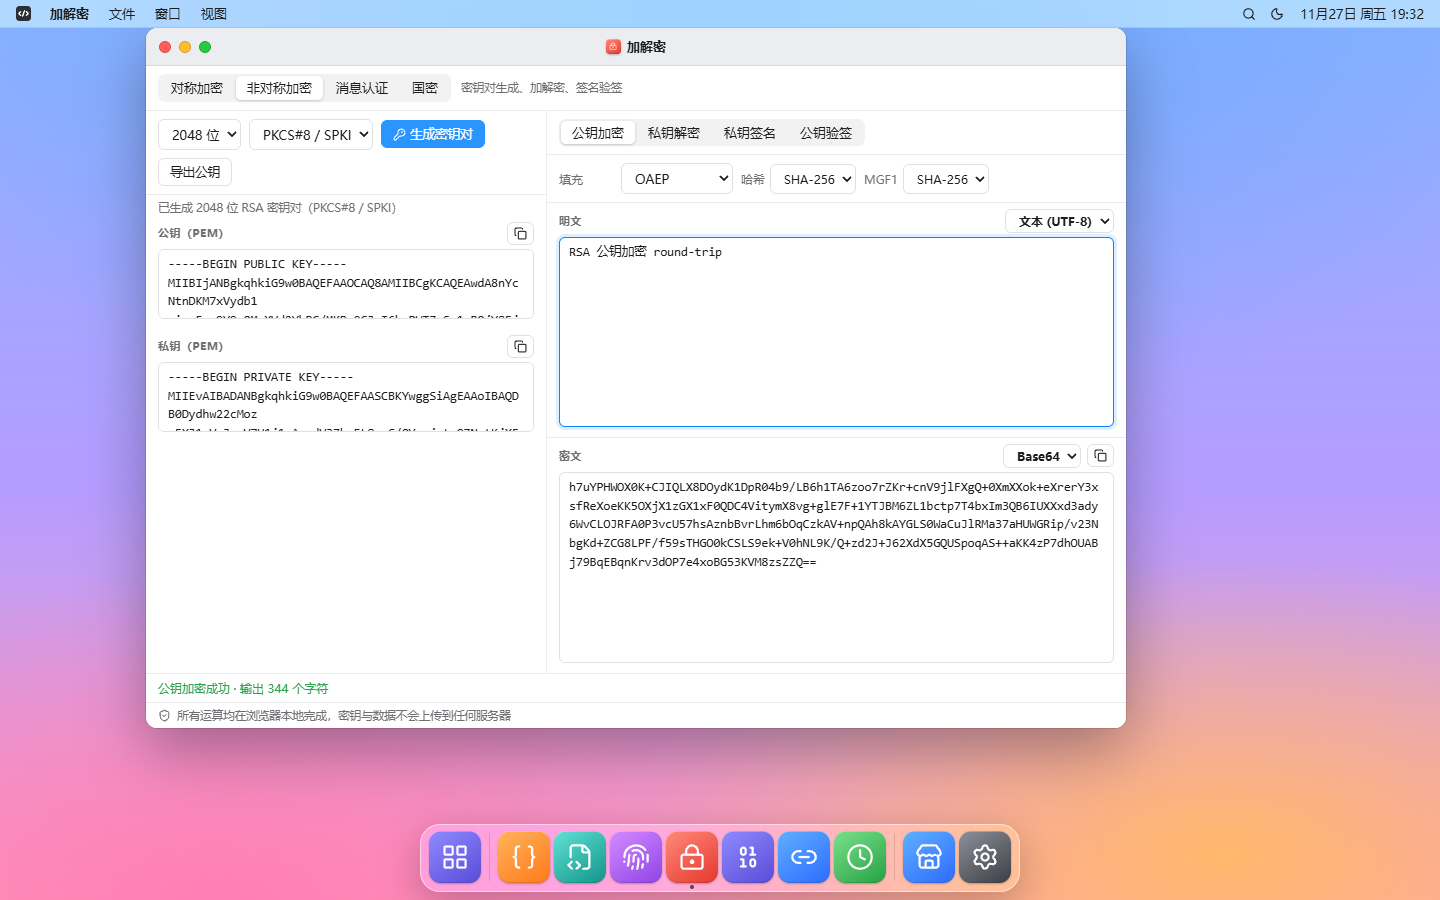 加解密 文件 窗口 视图 11月27日 周五 19:32
加解密
对称加密 非对称加密 消息认证 国密 密钥对生成、加解密、签名验签
2048 位 PKCS#8 / SPKI 生成密钥对
导出公钥
已生成 2048 位 RSA 密钥对（PKCS#8 / SPKI）
公钥（PEM）
-----BEGIN PUBLIC KEY-----
MIIBIjANBgkqhkiG9w0BAQEFAAOCAQ8AMIIBCgKCAQEAwdA8nYc
NtnDKM7xVydb1
私钥（PEM）
-----BEGIN PRIVATE KEY-----
MIIEvAIBADANBgkqhkiG9w0BAQEFAASCBKYwggSiAgEAAoIBAQD
B0Dydhw22cMoz
公钥加密 私钥解密 私钥签名 公钥验签
填充 OAEP 哈希 SHA-256 MGF1 SHA-256
明文 文本 (UTF-8)
RSA 公钥加密 round-trip
密文 Base64
h7uYPHWOX0K+CJIQLX8DOydK1DpR04b9/LB6h1TA6zoo7rZKr+cnV9jlFXgQ+0XmXXok+eXrerY3x
sfReXoeKK5OXjX1zGX1xF0QDC4VitymX8vg+glE7F+1YTJBM6ZL1bctp7T4bxIm3QB6IUXXxd3ady
6WvCLOJRFA0P3vcU57hsAznbBvrLhm6bOqCzkAV+npQAh8kAYGLS0WaCuJlRMa37aHUWGRip/v23N
bgKd+ZCG8LPF/f59sTHGO0kCSLS9ek+V0hNL9K/Q+zd2J+J62XdX5GQUSpoqAS++aKK4zP7dhOUAB
j79BqEBqnKrv3dOP7e4xoBG53KVM8zsZZQ==
公钥加密成功 · 输出 344 个字符
所有运算均在浏览器本地完成，密钥与数据不会上传到任何服务器
01
10